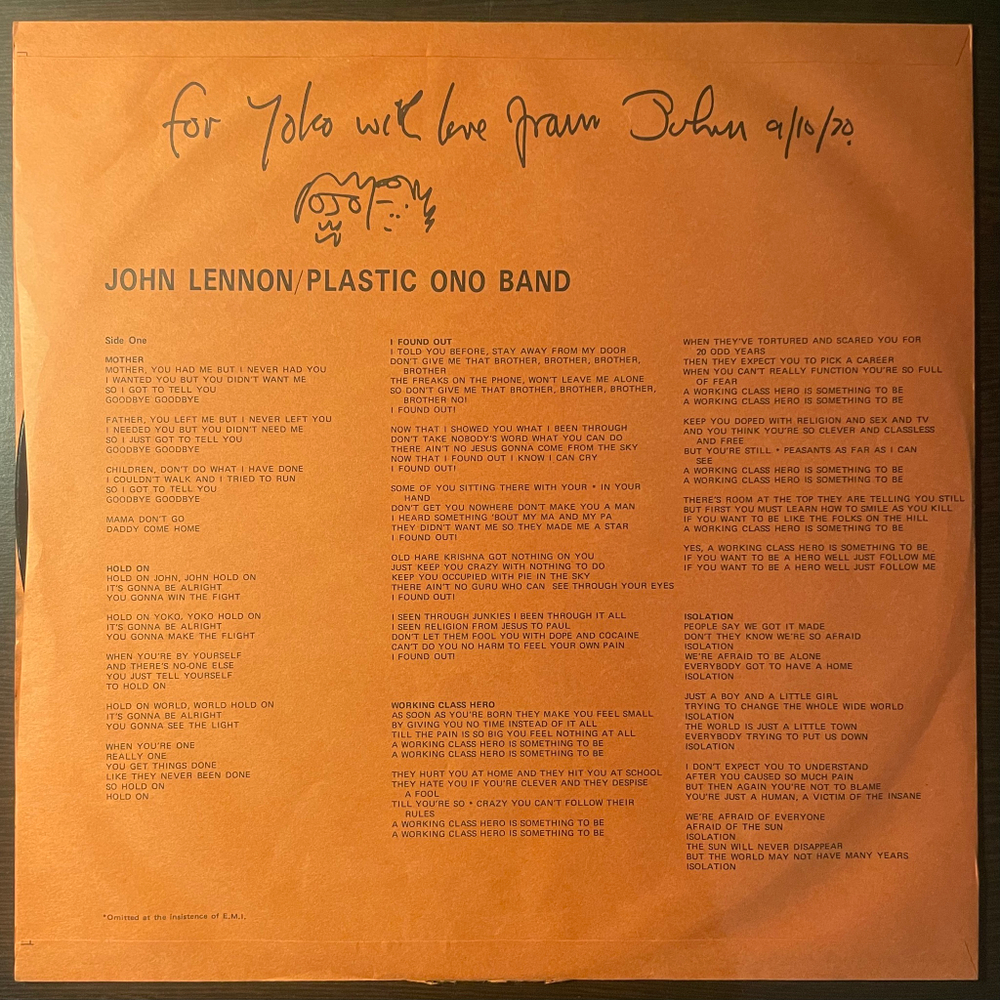 for Yoko with love from John 9/10/70
JOHN LENNON/PLASTIC ONO BAND
Side One
MOTHER
MOTHER, YOU HAD ME BUT I NEVER HAD YOU
I WANTED YOU BUT YOU DIDN'T WANT ME
SO I GOT TO TELL YOU
GOODBYE GOODBYE
FATHER, YOU LEFT ME BUT I NEVER LEFT YOU
I NEEDED YOU BUT YOU DIDN'T NEED ME
SO I JUST GOT TO TELL YOU
GOODBYE GOODBYE
CHILDREN, DON'T DO WHAT I HAVE DONE
I COULDN'T WALK AND I TRIED TO RUN
SO I GOT TO TELL YOU
GOODBYE GOODBYE
MAMA DON'T GO
DADDY COME HOME
HOLD ON
HOLD ON JOHN, JOHN HOLD ON
IT'S GONNA BE ALRIGHT
YOU GONNA WIN THE FIGHT
HOLD ON YOKO, YOKO HOLD ON
IT'S GONNA BE ALRIGHT
YOU GONNA MAKE THE FLIGHT
WHEN YOU'RE BY YOURSELF
AND THERE'S NO-ONE ELSE
YOU JUST TELL YOURSELF
TO HOLD ON
HOLD ON WORLD, WORLD HOLD ON
IT'S GONNA BE ALRIGHT
YOU GONNA SEE THE LIGHT
WHEN YOU'RE ONE
REALLY ONE
YOU GET THINGS DONE
LIKE THEY NEVER BEEN DONE
SO HOLD ON
HOLD ON
*Omitted at the insistence of E.M.I.
I FOUND OUT
I TOLD YOU BEFORE, STAY AWAY FROM MY DOOR
DON'T GIVE ME THAT BROTHER, BROTHER, BROTHER,
BROTHER
THE FREAKS ON THE PHONE, WON'T LEAVE ME ALONE
SO DON'T GIVE ME THAT BROTHER, BROTHER, BROTHER,
BROTHER NO!
I FOUND OUT!
NOW THAT I SHOWED YOU WHAT I BEEN THROUGH
DON'T TAKE NOBODY'S WORD WHAT YOU CAN DO
THERE AIN'T NO JESUS GONNA COME FROM THE SKY
NOW THAT I FOUND OUT I KNOW I CAN CRY
I FOUND OUT!
SOME OF YOU SITTING THERE WITH YOUR * IN YOUR
HAND
DON'T GET YOU NOWHERE DON'T MAKE YOU A MAN
I HEARD SOMETHING 'BOUT MY MA AND MY PA
THEY DIDN'T WANT ME SO THEY MADE ME A STAR
I FOUND OUT!
OLD HARE KRISHNA GOT NOTHING ON YOU
JUST KEEP YOU CRAZY WITH NOTHING TO DO
KEEP YOU OCCUPIED WITH PIE IN THE SKY
THERE AIN'T NO GURU WHO CAN SEE THROUGH YOUR EYES
I FOUND OUT!
I SEEN THROUGH JUNKIES I BEEN THROUGH IT ALL
I SEEN RELIGION FROM JESUS TO PAUL
DON'T LET THEM FOOL YOU WITH DOPE AND COCAINE
CAN'T DO YOU NO HARM TO FEEL YOUR OWN PAIN
I FOUND OUT!
WORKING CLASS HERO
AS SOON AS YOU'RE BORN THEY MAKE YOU FEEL SMALL
BY GIVING YOU NO TIME INSTEAD OF IT ALL
TILL THE PAIN IS SO BIG YOU FEEL NOTHING AT ALL
A WORKING CLASS HERO IS SOMETHING TO BE
A WORKING CLASS HERO IS SOMETHING TO BE
THEY HURT YOU AT HOME AND THEY HIT YOU AT SCHOOL
THEY HATE YOU IF YOU'RE CLEVER AND THEY DESPISE
A FOOL
TILL YOU'RE SO * CRAZY YOU CAN'T FOLLOW THEIR
RULES
A WORKING CLASS HERO IS SOMETHING TO BE
A WORKING CLASS HERO IS SOMETHING TO BE
WHEN THEY'VE TORTURED AND SCARED YOU FOR
20 ODD YEARS
THEN THEY EXPECT YOU TO PICK A CAREER
WHEN YOU CAN'T REALLY FUNCTION YOU'RE SO FULL
OF FEAR
A WORKING CLASS HERO IS SOMETHING TO BE
A WORKING CLASS HERO IS SOMETHING TO BE
KEEP YOU DOPED WITH RELIGION AND SEX AND TV
AND YOU THINK YOU'RE SO CLEVER AND CLASSLESS
AND FREE
BUT YOU'RE STILL * PEASANTS AS FAR AS I CAN
SEE
A WORKING CLASS HERO IS SOMETHING TO BE
A WORKING CLASS HERO IS SOMETHING TO BE
THERE'S ROOM AT THE TOP THEY ARE TELLING YOU STILL
BUT FIRST YOU MUST LEARN HOW TO SMILE AS YOU KILL
IF YOU WANT TO BE LIKE THE FOLKS ON THE HILL
A WORKING CLASS HERO IS SOMETHING TO BE.
YES, A WORKING CLASS HERO IS SOMETHING TO BE
IF YOU WANT TO BE A HERO WELL JUST FOLLOW ME
IF YOU WANT TO BE A HERO WELL JUST FOLLOW ME
ISOLATION
PEOPLE SAY WE GOT IT MADE
DON'T THEY KNOW WE'RE SO AFRAID
ISOLATION
WE'RE AFRAID TO BE ALONE
EVERYBODY GOT TO HAVE A HOME
ISOLATION
JUST A BOY AND A LITTLE GIRL
TRYING TO CHANGE THE WHOLE WIDE WORLD
ISOLATION
THE WORLD IS JUST A LITTLE TOWN
EVERYBODY TRYING TO PUT US DOWN
ISOLATION
I DON'T EXPECT YOU TO UNDERSTAND
AFTER YOU CAUSED SO MUCH PAIN
BUT THEN AGAIN YOU'RE NOT TO BLAME
YOU'RE JUST A HUMAN, A VICTIM OF THE INSANE
WE'RE AFRAID OF EVERYONE
AFRAID OF THE SUN
ISOLATION
THE SUN WILL NEVER DISAPPEAR
BUT THE WORLD MAY NOT HAVE MANY YEARS
ISOLATION